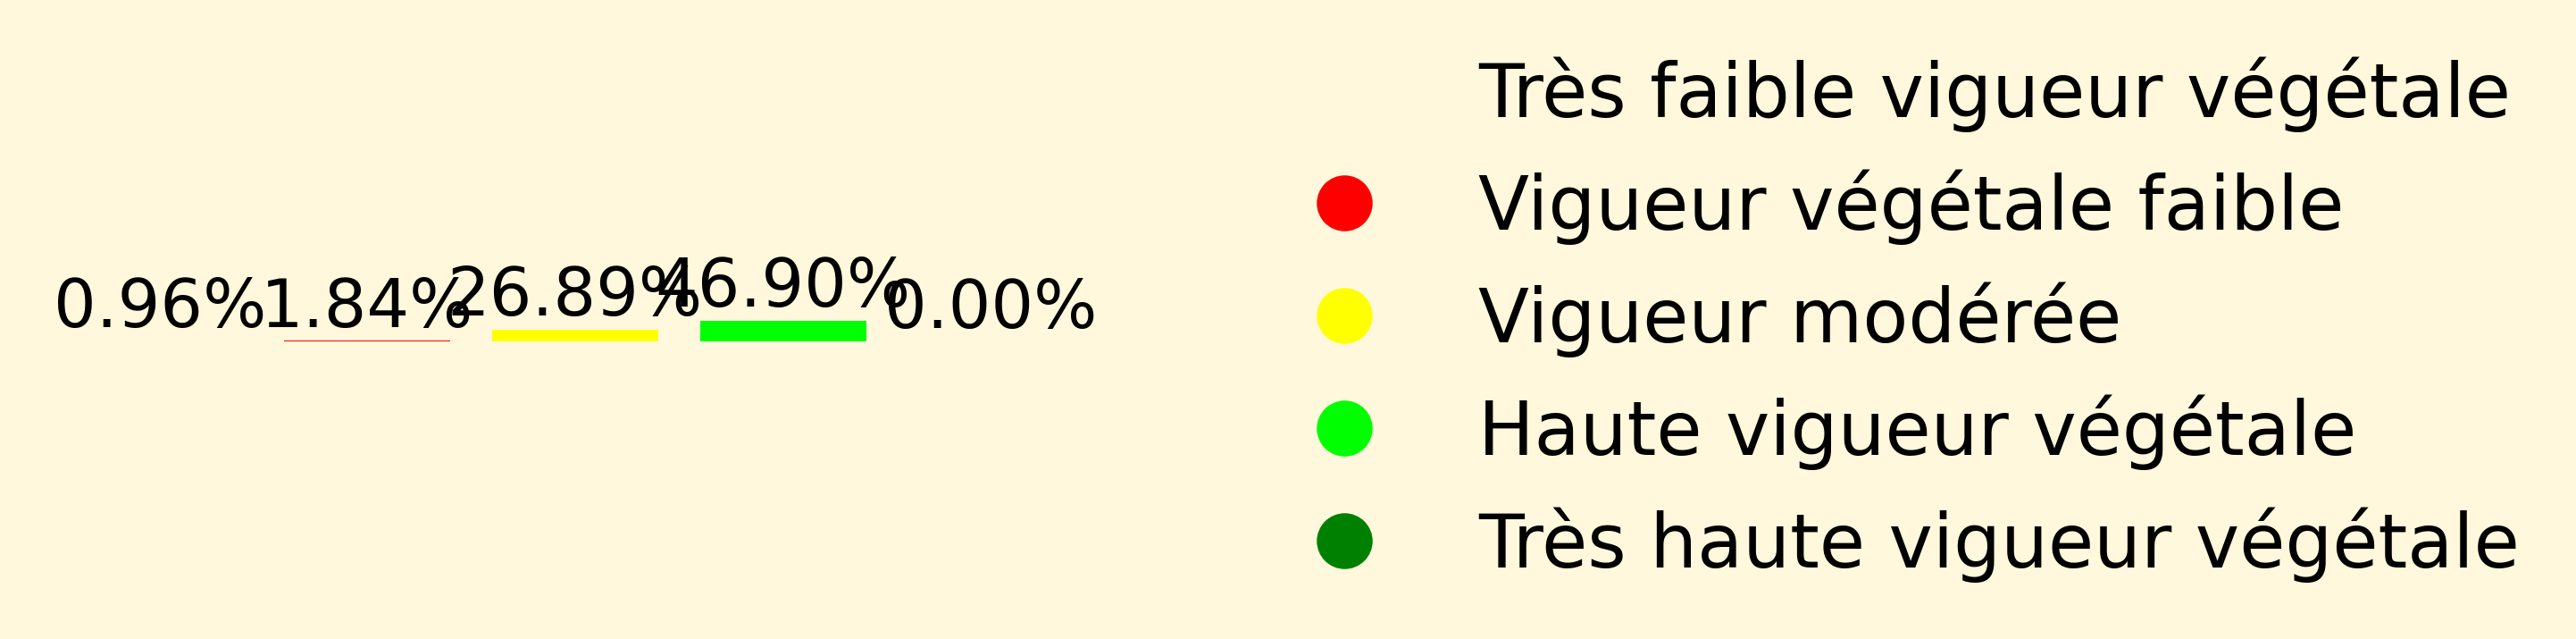 0.96% 1.84% 26.89% 46.90% 0.00%
Très faible vigueur végétale
Vigueur végétale faible
Vigueur modérée
Haute vigueur végétale
Très haute vigueur végétale